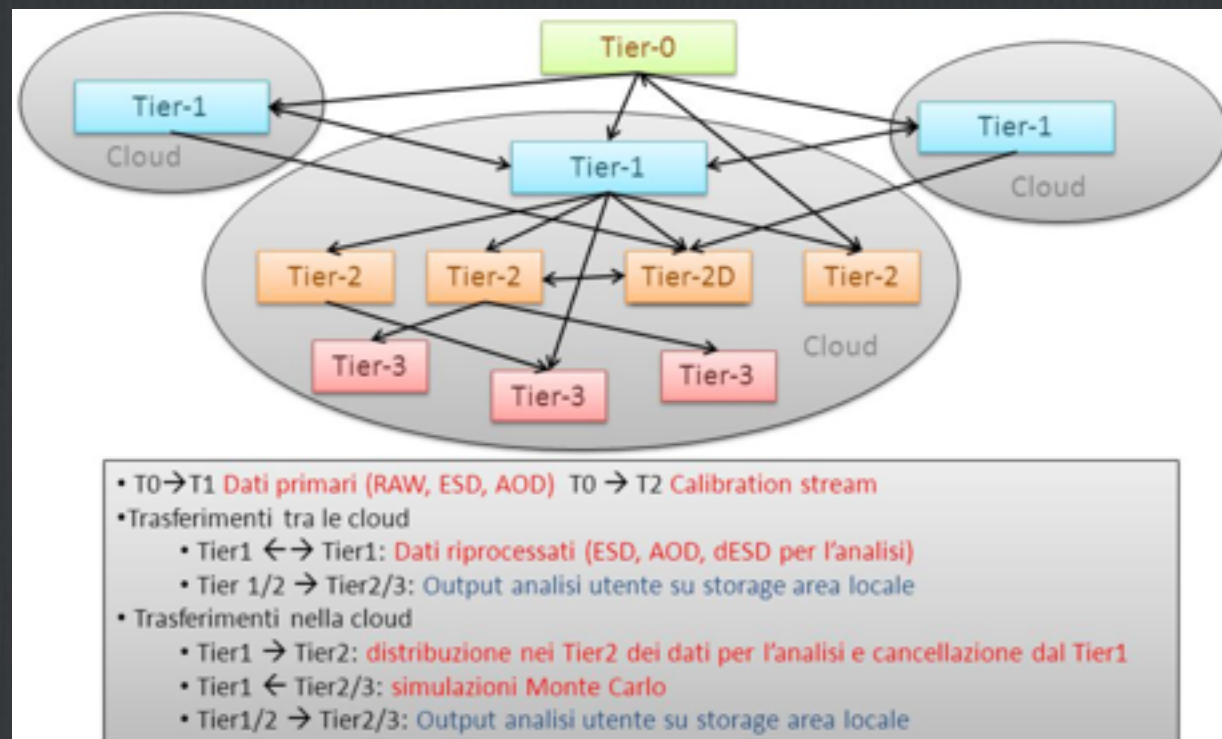 Tier-0
Tier-1
Cloud
Tier-1
Cloud
Tier-1
Tier-2
Tier-2
Tier-2D
Tier-2
Cloud
Tier-3
Tier-3
Tier-3
• T0→T1 Dati primari (RAW, ESD, AOD) T0 → T2 Calibration stream
•Trasferimenti tra le cloud
• Tier1 ←→ Tier1: Dati riprocessati (ESD, AOD, dESD per l'analisi)
• Tier 1/2 → Tier2/3: Output analisi utente su storage area locale
• Trasferimenti nella cloud
• Tier1 → Tier2: distribuzione nei Tier2 dei dati per l'analisi e cancellazione dal Tier1
• Tier1 ← Tier2/3: simulazioni Monte Carlo
• Tier1/2 → Tier2/3: Output analisi utente su storage area locale